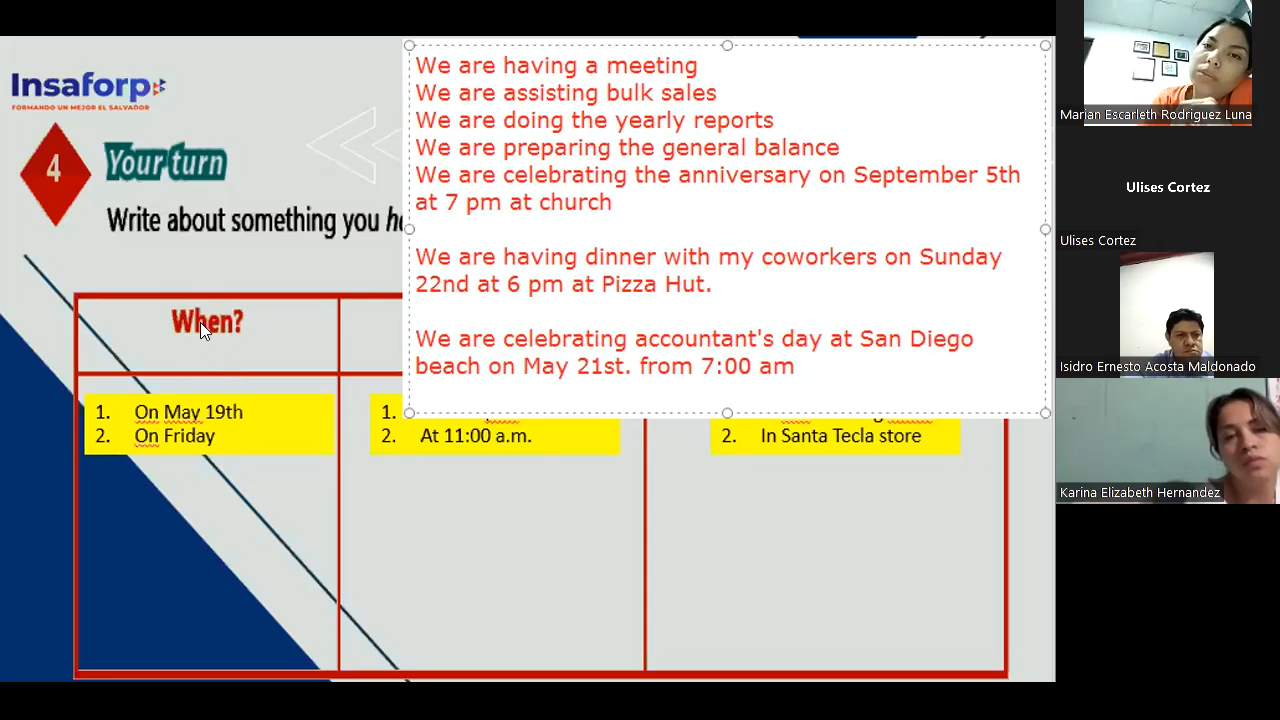 Insaforp
FORMANDO UN MEJOR EL SALVADOR
4
Your turn
Write about something you
We are having a meeting
We are assisting bulk sales
We are doing the yearly reports
We are preparing the general balance
We are celebrating the anniversary on September 5th
at 7 pm at church
We are having dinner with my coworkers on Sunday
22nd at 6 pm at Pizza Hut.
We are celebrating accountant's day at San Diego
beach on May 21st. from 7:00 am
When?
1. On May 19th
2. On Friday
1.
2. At 11:00 a.m.
2. In Santa Tecla store
Marian Escarleth Rodriguez Luna
Ulises Cortez
Ulises Cortez
Isidro Ernesto Acosta Maldonado
Karina Elizabeth Hernandez